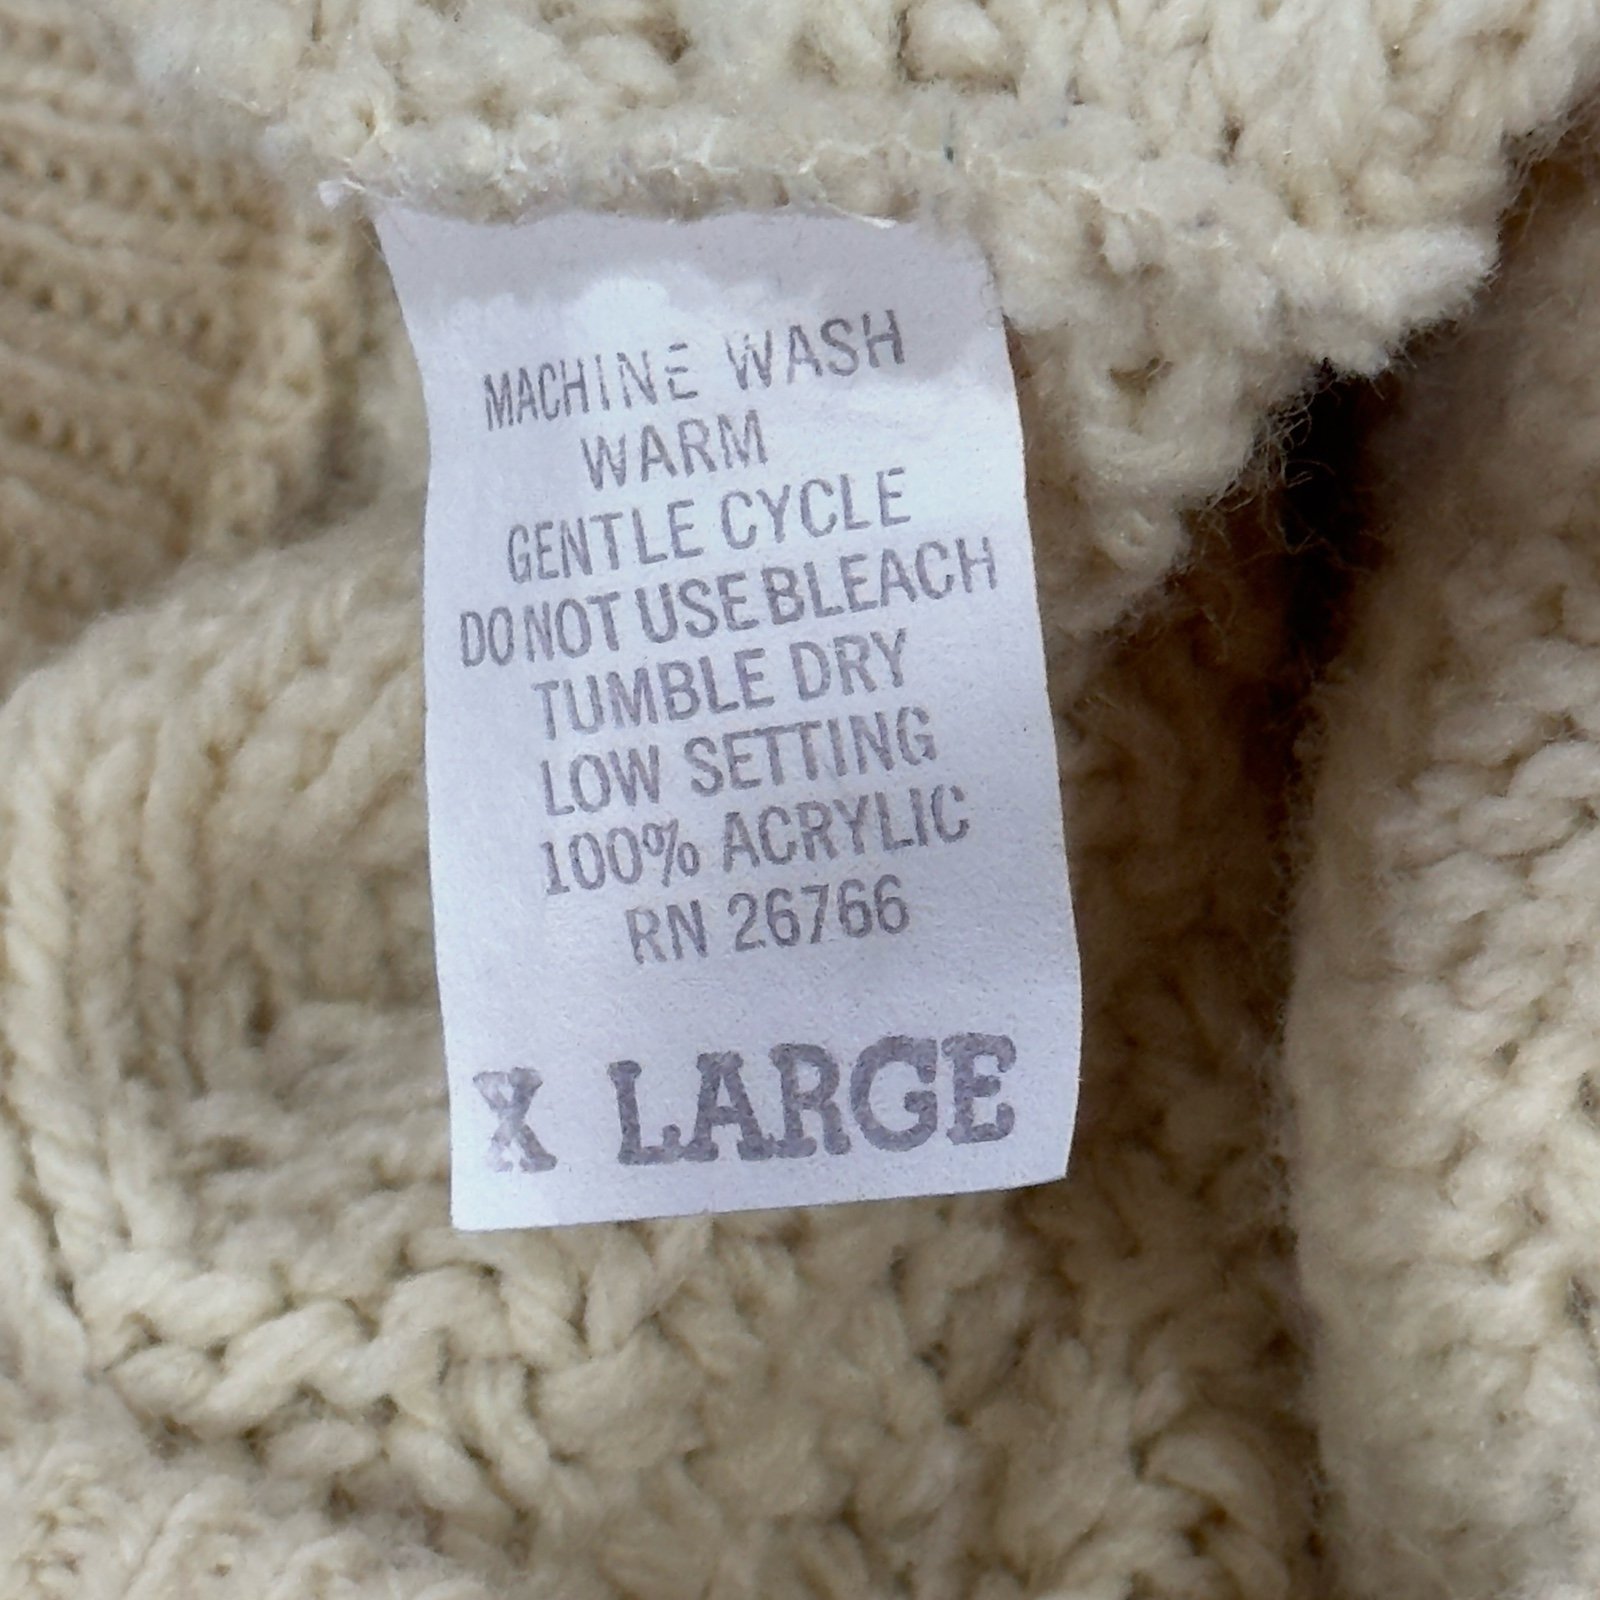 MACHINE WASH
WARM
GENTLE CYCLE
DO NOT USE BLEACH
TUMBLE DRY
LOW SETTING
100% ACRYLIC
RN 26766
X LARGE